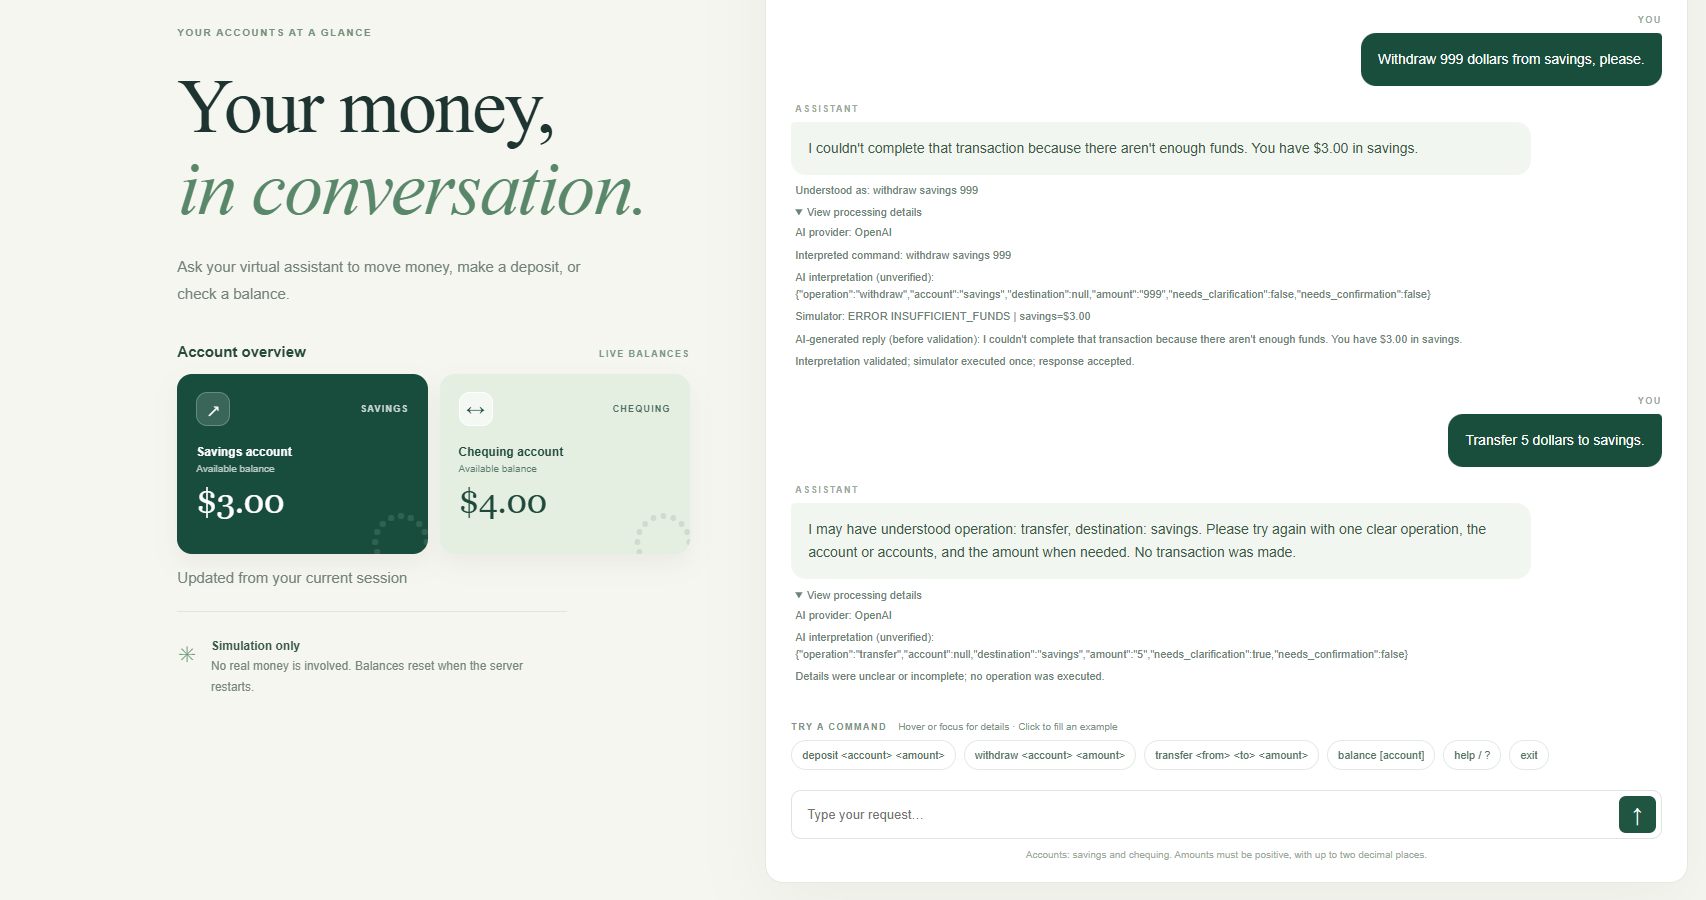 YOUR ACCOUNTS AT A GLANCE
Your money,
in conversation.
Ask your virtual assistant to move money, make a deposit, or
check a balance.
Account overview
LIVE BALANCES
↗
SAVINGS
Savings account
Available balance
$3.00
↔
CHEQUING
Chequing account
Available balance
$4.00
Updated from your current session
Simulation only
No real money is involved. Balances reset when the server
restarts.
YOU
Withdraw 999 dollars from savings, please.
ASSISTANT
I couldn't complete that transaction because there aren't enough funds. You have $3.00 in savings.
Understood as: withdraw savings 999
▼ View processing details
AI provider: OpenAI
Interpreted command: withdraw savings 999
AI interpretation (unverified):
{"operation":"withdraw","account":"savings","destination":null,"amount":"999","needs_clarification":false,"needs_confirmation":false}
Simulator: ERROR INSUFFICIENT_FUNDS | savings=$3.00
AI-generated reply (before validation): I couldn't complete that transaction because there aren't enough funds. You have $3.00 in savings.
Interpretation validated; simulator executed once; response accepted.
YOU
Transfer 5 dollars to savings.
ASSISTANT
I may have understood operation: transfer, destination: savings. Please try again with one clear operation, the
account or accounts, and the amount when needed. No transaction was made.
▼ View processing details
AI provider: OpenAI
AI interpretation (unverified):
{"operation":"transfer","account":null,"destination":"savings","amount":"5","needs_clarification":true,"needs_confirmation":false}
Details were unclear or incomplete; no operation was executed.
TRY A COMMAND Hover or focus for details · Click to fill an example
deposit <account> <amount> withdraw <account> <amount> transfer <from> <to> <amount> balance [account] help / ? exit
Type your request…
↑
Accounts: savings and chequing. Amounts must be positive, with up to two decimal places.